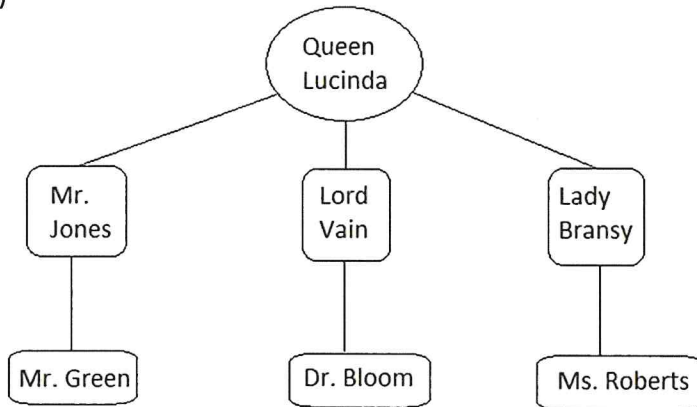 )
Queen
Lucinda
Mr.
Jones
Lord
Vain
Lady
Bransy
Mr. Green
Dr. Bloom
Ms. Roberts